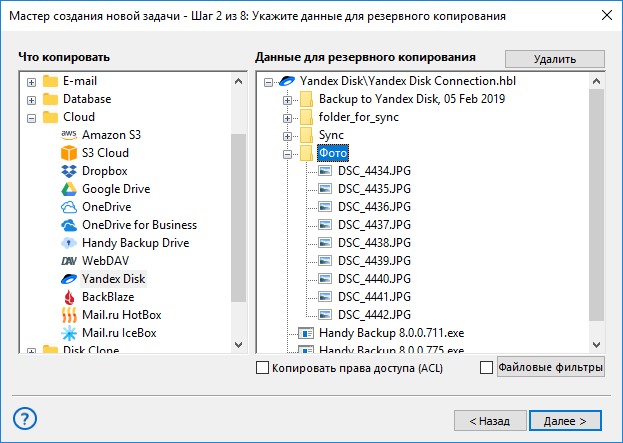 Мастер создания новой задачи - Шаг 2 из 8: Укажите данные для резервного копирования
Что копировать
E-mail
Database
Cloud
aws Amazon S3
S3 Cloud
Dropbox
Google Drive
OneDrive
OneDrive for Business
Handy Backup Drive
DAV WebDAV
Yandex Disk
BackBlaze
Mail.ru HotBox
Mail.ru IceBox
Disk Clone
Данные для резервного копирования
Удалить
Yandex Disk\Yandex Disk Connection.hbl
Backup to Yandex Disk, 05 Feb 2019
folder_for_sync
Sync
Фото
DSC_4434.JPG
DSC_4435.JPG
DSC_4436.JPG
DSC_4437.JPG
DSC_4438.JPG
DSC_4439.JPG
DSC_4440.JPG
DSC_4441.JPG
DSC_4442.JPG
Handy Backup 8.0.0.711.exe
Handy Backup 8.0.0.775.exe
Копировать права доступа (ACL)
Файловые фильтры
?
< Назад
Далее >